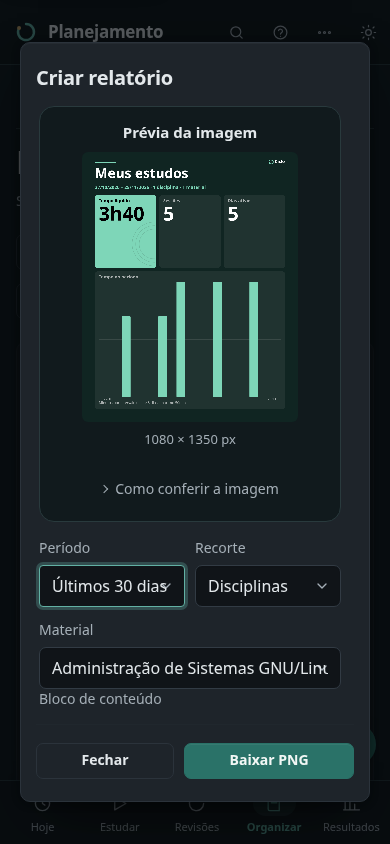 Planejamento
Criar relatório
Prévia da imagem
Meus estudos
3h40
5
5
1080 × 1350 px
Como conferir a imagem
Período
Recorte
Últimos 30 dias
Disciplinas
Material
Administração de Sistemas GNU/Linu
Bloco de conteúdo
Fechar
Baixar PNG
Hoje
Estudar
Revisões
Organizar
Resultados